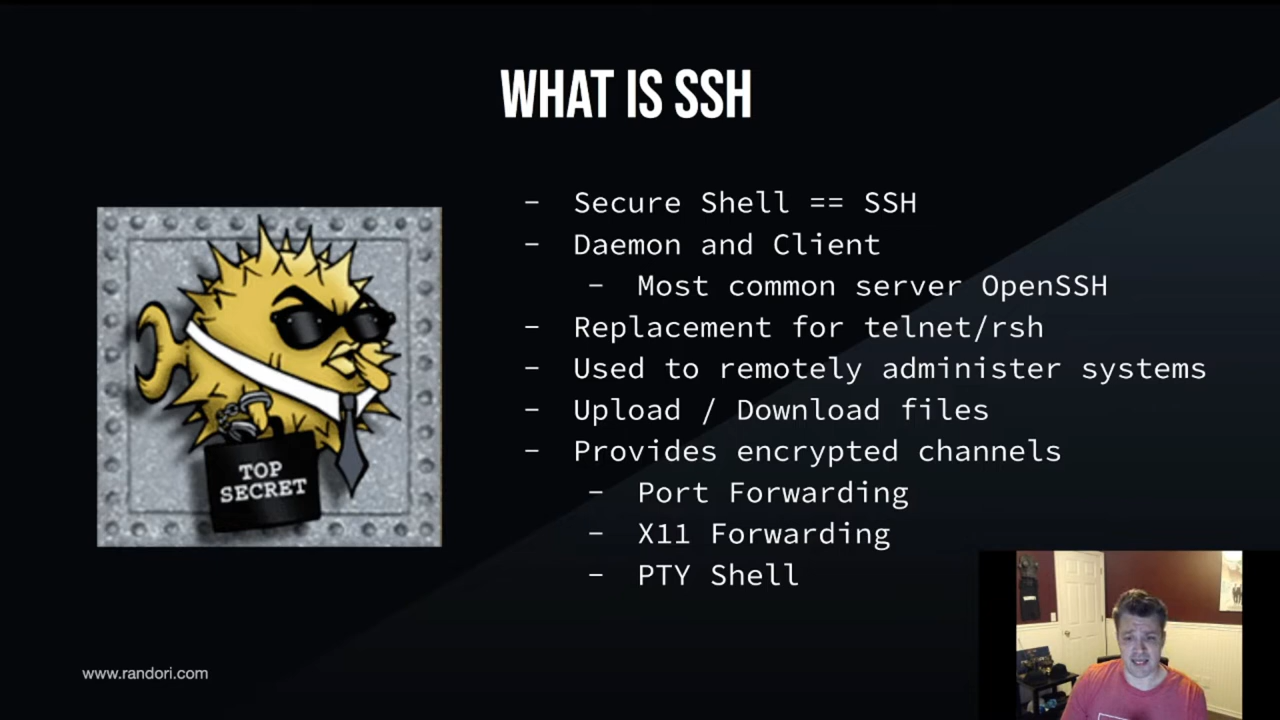 WHAT IS SSH
- Secure Shell == SSH
- Daemon and Client
- Most common server OpenSSH
- Replacement for telnet/rsh
- Used to remotely administer systems
- Upload / Download files
- Provides encrypted channels
- Port Forwarding
- X11 Forwarding
- PTY Shell
TOP
SECRET
www.randori.com